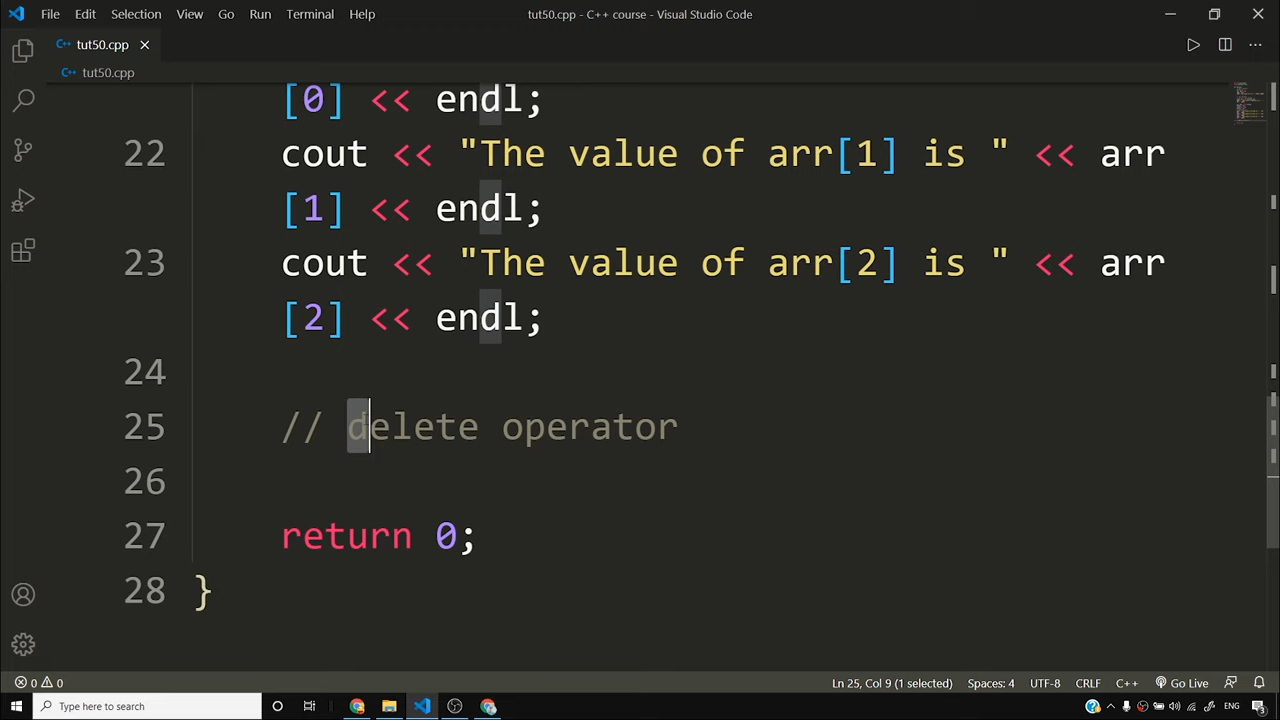 File Edit Selection View Go Run Terminal Help tut50.cpp - C++ course - Visual Studio Code
tut50.cpp
tut50.cpp
[0] << endl;
22 cout << "The value of arr[1] is " << arr
[1] << endl;
23 cout << "The value of arr[2] is " << arr
[2] << endl;
24
25 // delete operator
26
27 return 0;
28 }
0 0 Ln 25, Col 9 (1 selected) Spaces: 4 UTF-8 CRLF C++ Go Live
Type here to search ENG